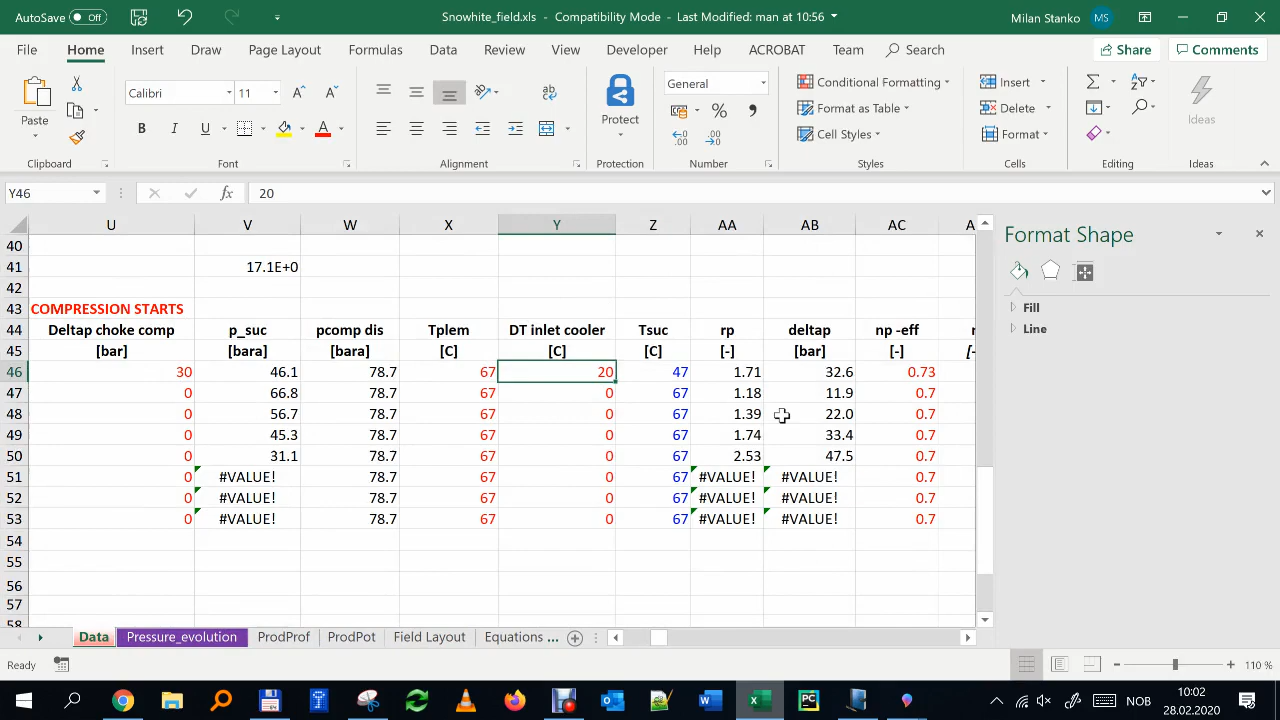 AutoSave Off Snowhite_field.xls - Compatibility Mode - Last Modified: man at 10:56 Milan Stanko MS
File Home Insert Draw Page Layout Formulas Data Review View Developer Help ACROBAT Team Search Share Comments
Calibri 11 General Conditional Formatting Insert
Paste Format as Table Delete
B I U A Protect % Cell Styles Format Ideas
Clipboard Font Alignment Protection Number Styles Cells Editing Ideas
Y46 fx 20
U V W X Y Z AA AB AC A
Format Shape
40
41 17.1E+0
42
Fill
43 COMPRESSION STARTS
44 Deltap choke comp p_suc pcomp dis Tplem DT inlet cooler Tsuc rp deltap np -eff
Line
45 [bar] [bara] [bara] [C] [C] [C] [-] [bar] [-] [-
46 30 46.1 78.7 67 20 47 1.71 32.6 0.73
47 0 66.8 78.7 67 0 67 1.18 11.9 0.7
48 0 56.7 78.7 67 0 67 1.39 22.0 0.7
49 0 45.3 78.7 67 0 67 1.74 33.4 0.7
50 0 31.1 78.7 67 0 67 2.53 47.5 0.7
51 0 #VALUE! 78.7 67 0 67 #VALUE! #VALUE! 0.7
52 0 #VALUE! 78.7 67 0 67 #VALUE! #VALUE! 0.7
53 0 #VALUE! 78.7 67 0 67 #VALUE! #VALUE! 0.7
54
55
56
57
58
Data Pressure_evolution ProdProf ProdPot Field Layout Equations ...
Ready 110 %
NOB 10:02
28.02.2020